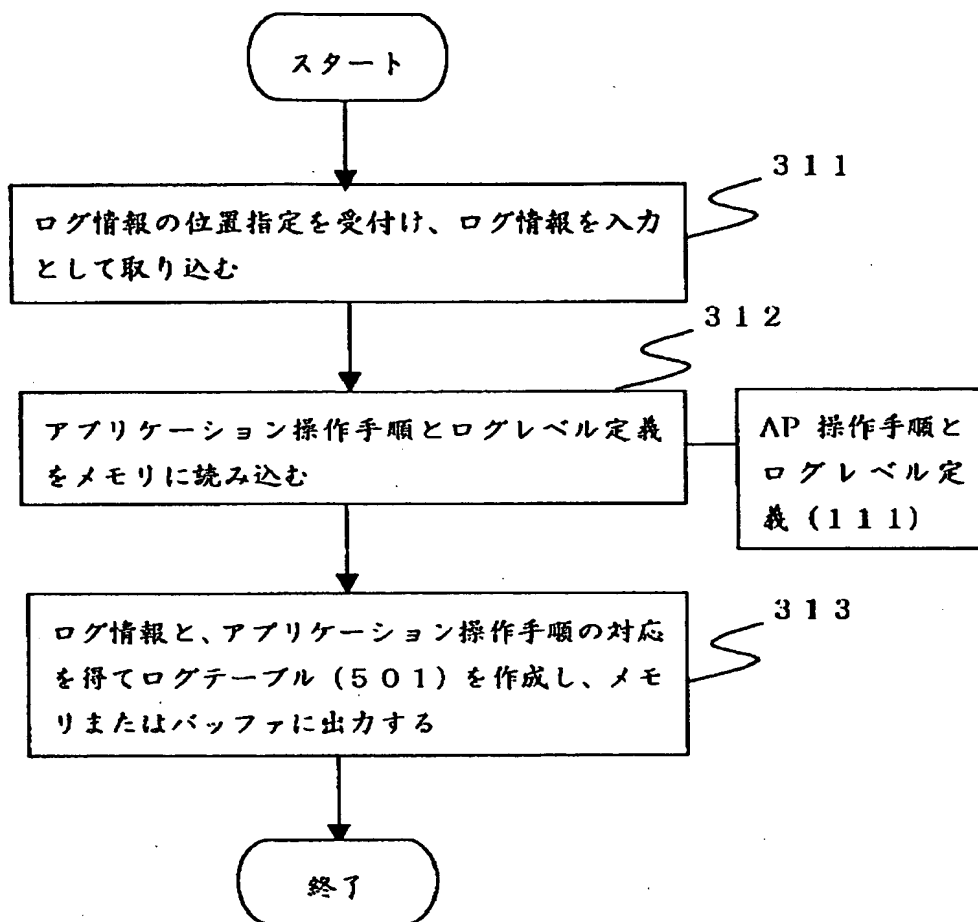 スタート
311
ログ情報の位置指定を受付け、ログ情報を入力
として取り込む
312
アプリケーション操作手順とログレベル定義
をメモリに読み込む
AP 操作手順と
ログレベル定
義(111)
313
ログ情報と、アプリケーション操作手順の対応
を得てログテーブル(501)を作成し、メモ
リまたはバッファに出力する
終了